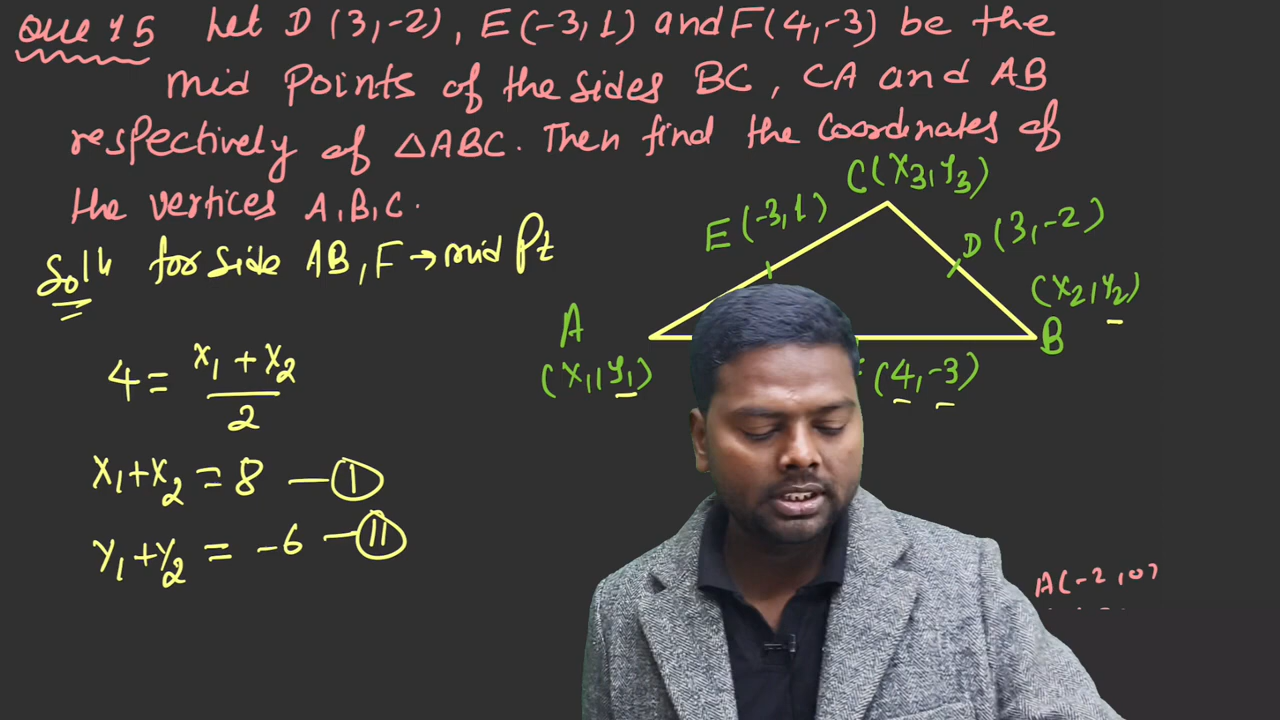 Que 45 Let D (3,-2), E(-3,1) and F(4,-3) be the
mid points of the sides BC, CA and AB
respectively of △ABC. Then find the coordinates of
the vertices A,B,C.
C(x₃,y₃)
E(-3,1)
D (3,-2)
Solⁿ for side AB, F → mid Pt
(x₂,y₂)
A
B
(x₁,y₁)
(4,-3)
4 = x₁ + x₂
2
x₁+x₂ = 8 — ①
y₁+y₂ = -6 — ⑪
A(-2,0)